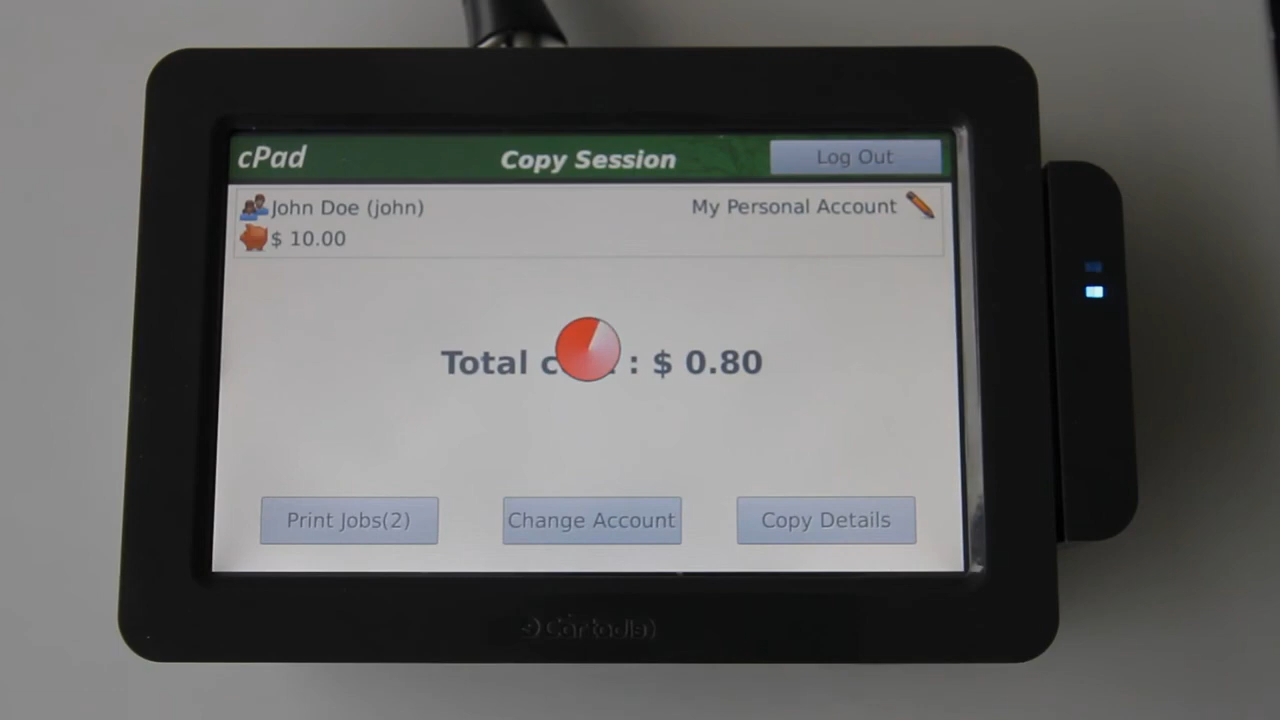 cPad
Copy Session
Log Out
John Doe (john)
My Personal Account
$ 10.00
Total c : $ 0.80
Print Jobs(2)
Change Account
Copy Details
Cartadis